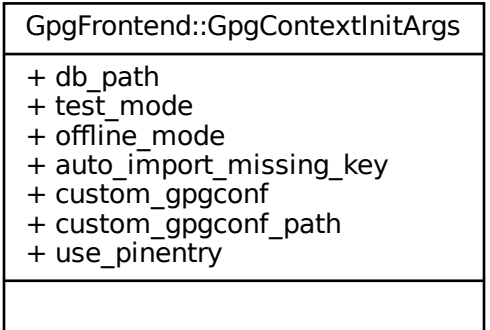 GpgFrontend::GpgContextInitArgs
+ db_path
+ test_mode
+ offline_mode
+ auto_import_missing_key
+ custom_gpgconf
+ custom_gpgconf_path
+ use_pinentry